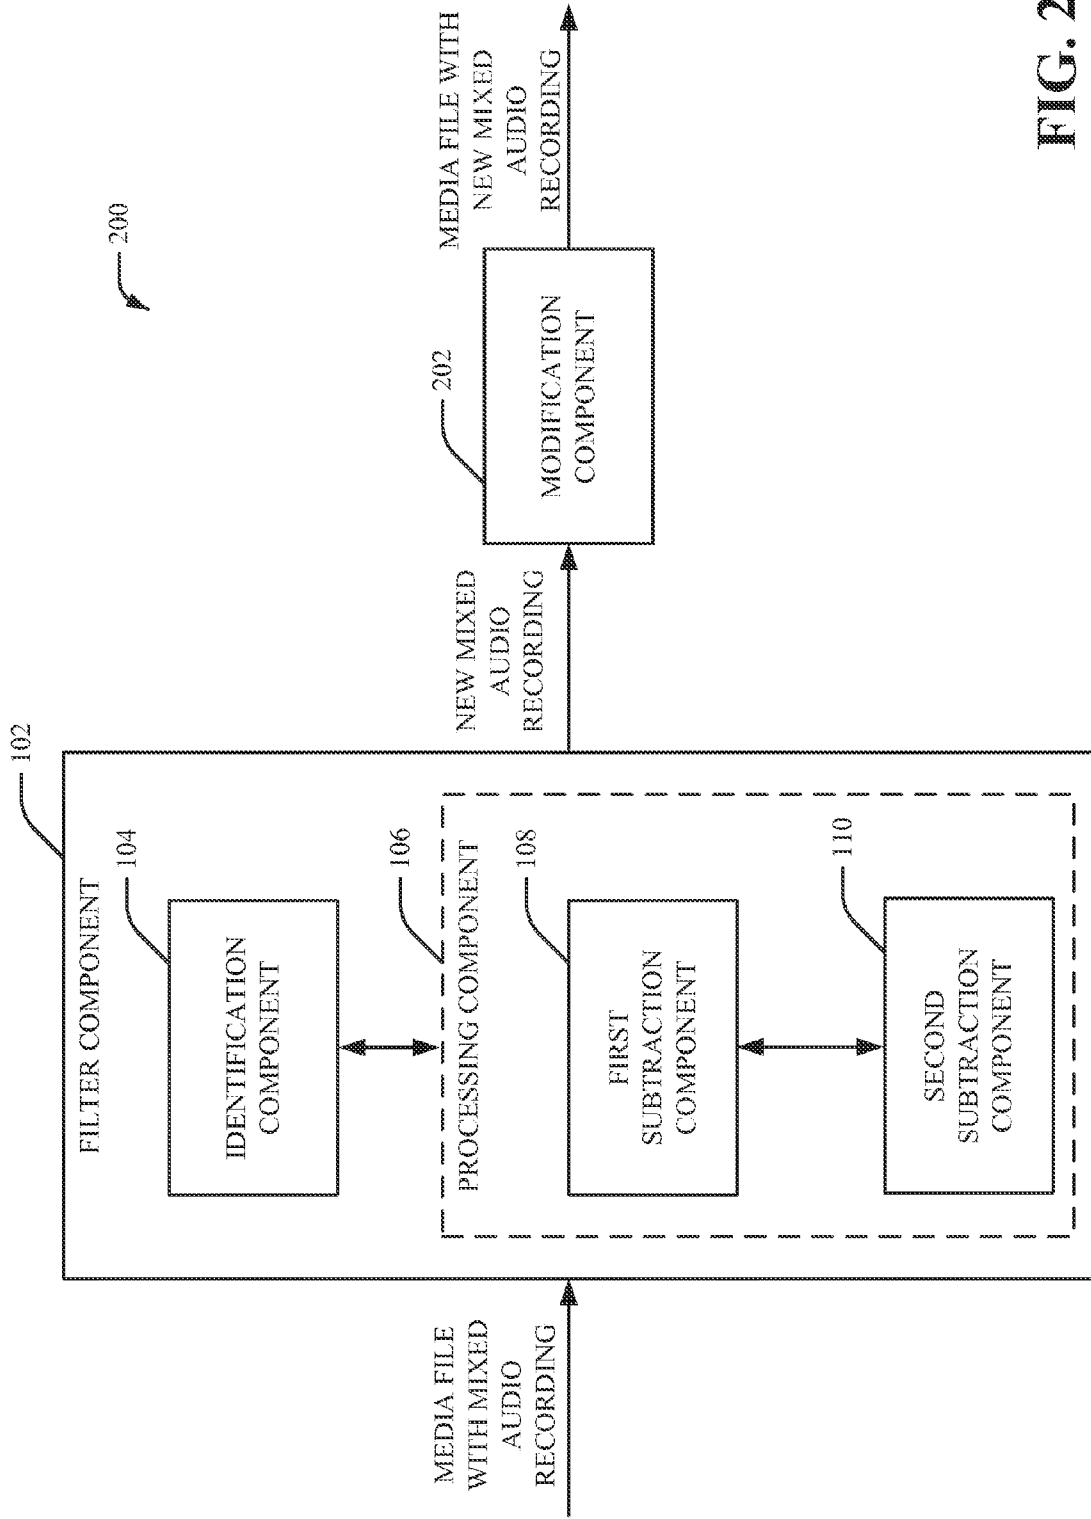 200
102
FILTER COMPONENT
104
IDENTIFICATION
COMPONENT
106
PROCESSING COMPONENT
108
FIRST
SUBTRACTION
COMPONENT
110
SECOND
SUBTRACTION
COMPONENT
MEDIA FILE
WITH MIXED
AUDIO
RECORDING
NEW MIXED
AUDIO
RECORDING
202
MODIFICATION
COMPONENT
MEDIA FILE WITH
NEW MIXED
AUDIO
RECORDING
FIG. 2